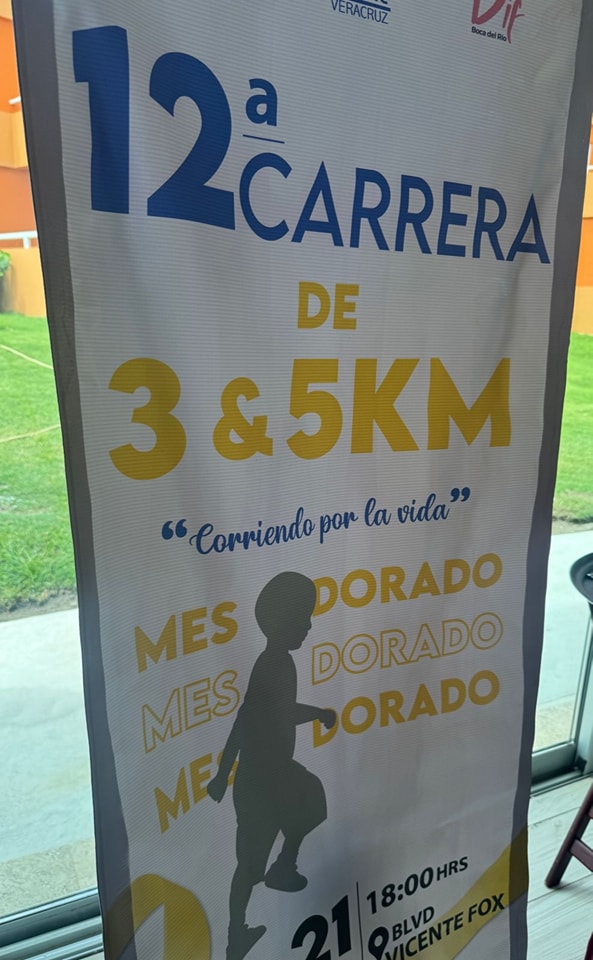 VERACRUZ
Dif
Boca del Río
12ª
CARRERA
DE
3 & 5KM
“Corriendo por la vida”
MES DORADO
MES DORADO
MES DORADO
21
18:00 HRS
BLVD
VICENTE FOX